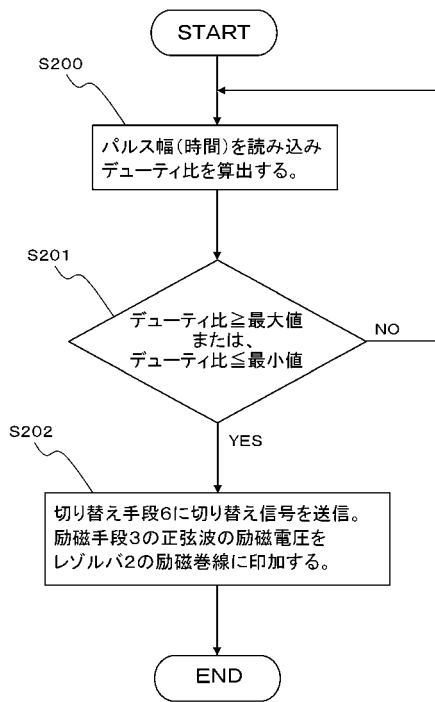 START
S200
パルス幅(時間)を読み込み
デューティ比を算出する。
S201
デューティ比≧最大値
または、
デューティ比≦最小値
NO
YES
S202
切り替え手段6に切り替え信号を送信。
励磁手段3の正弦波の励磁電圧を
レゾルバ2の励磁巻線に印加する。
END